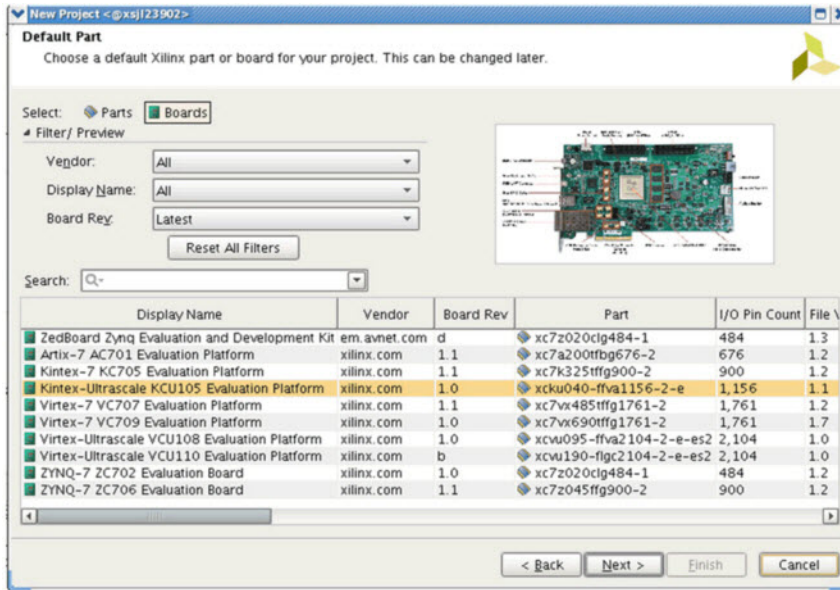 New Project <@xsjl23902>
Default Part
Choose a default Xilinx part or board for your project. This can be changed later.
Select: Parts Boards
Filter/ Preview
Vendor: All
Display Name: All
Board Rev: Latest
Reset All Filters
Search:
Display Name Vendor Board Rev Part I/O Pin Count File V
ZedBoard Zynq Evaluation and Development Kit em.avnet.com d xc7z020clg484-1 484 1.3
Artix-7 AC701 Evaluation Platform xilinx.com 1.1 xc7a200tfbg676-2 676 1.2
Kintex-7 KC705 Evaluation Platform xilinx.com 1.1 xc7k325tffg900-2 900 1.2
Kintex-Ultrascale KCU105 Evaluation Platform xilinx.com 1.0 xcku040-ffva1156-2-e 1,156 1.1
Virtex-7 VC707 Evaluation Platform xilinx.com 1.1 xc7vx485tffg1761-2 1,761 1.2
Virtex-7 VC709 Evaluation Platform xilinx.com 1.0 xc7vx690tffg1761-2 1,761 1.7
Virtex-Ultrascale VCU108 Evaluation Platform xilinx.com 1.0 xcvu095-ffva2104-2-e-es2 2,104 1.0
Virtex-Ultrascale VCU110 Evaluation Platform xilinx.com b xcvu190-flgc2104-2-e-es2 2,104 1.0
ZYNQ-7 ZC702 Evaluation Board xilinx.com 1.0 xc7z020clg484-1 484 1.2
ZYNQ-7 ZC706 Evaluation Board xilinx.com 1.1 xc7z045ffg900-2 900 1.2
< Back Next > Finish Cancel